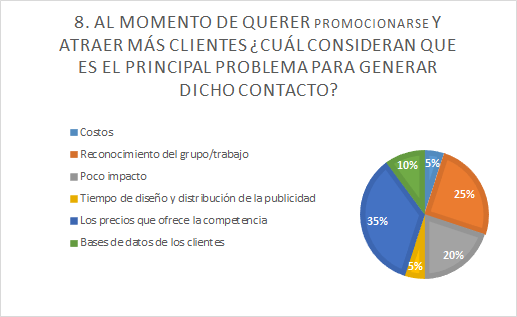 8. AL MOMENTO DE QUERER PROMOCIONARSE Y
ATRAER MÁS CLIENTES ¿CUÁL CONSIDERAN QUE
ES EL PRINCIPAL PROBLEMA PARA GENERAR
DICHO CONTACTO?
Costos
Reconocimiento del grupo/trabajo
Poco impacto
Tiempo de diseño y distribución de la publicidad
Los precios que ofrece la competencia
Bases de datos de los clientes
5%
25%
20%
5%
35%
10%